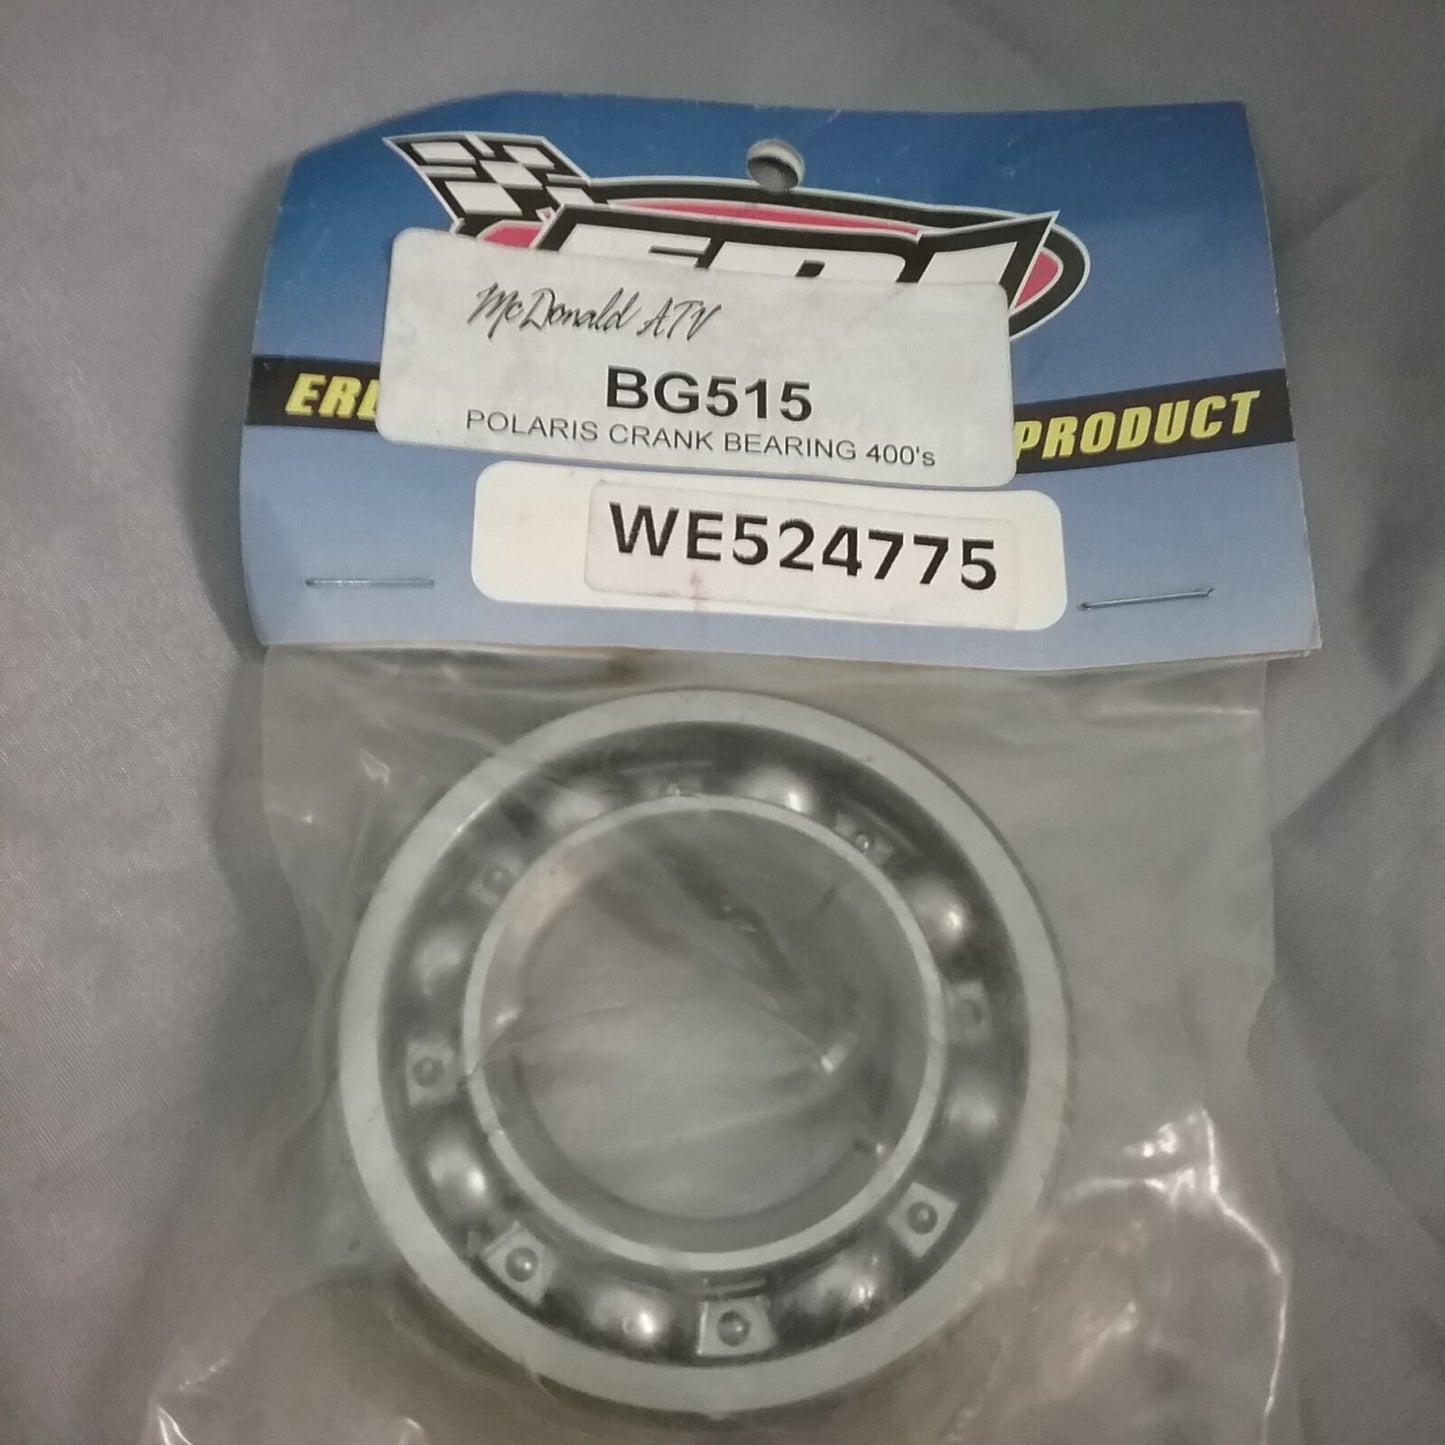 McDonald ATV
BG515
POLARIS CRANK BEARING 400's
PRODUCT
WE524775